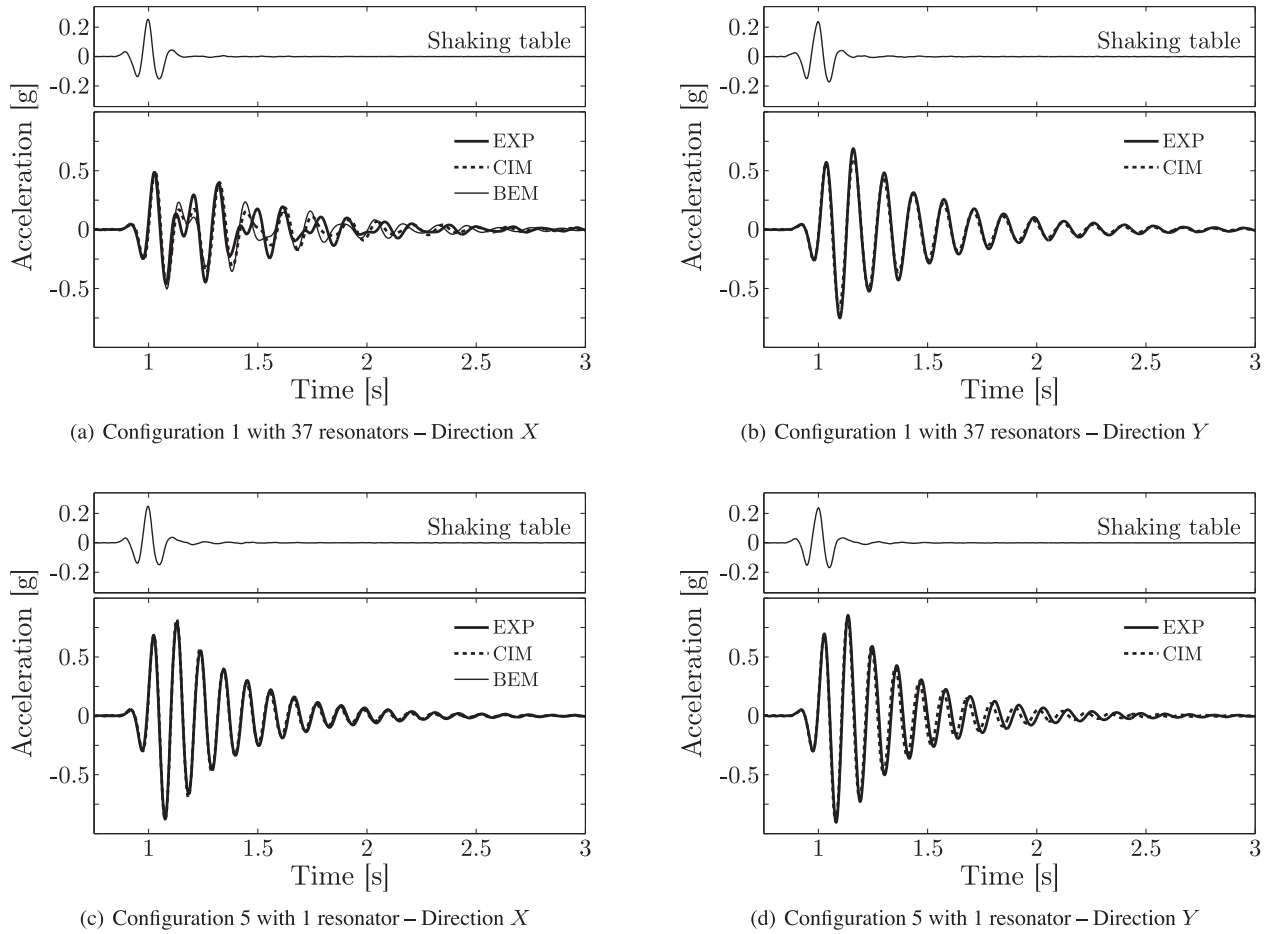 0.2
0
-0.2
Shaking table
Acceleration [g]
0.5
0
-0.5
EXP
CIM
BEM
1 1.5 2 2.5 3
Time [s]
(a) Configuration 1 with 37 resonators – Direction X
0.2
0
-0.2
Shaking table
Acceleration [g]
0.5
0
-0.5
EXP
CIM
1 1.5 2 2.5 3
Time [s]
(b) Configuration 1 with 37 resonators – Direction Y
0.2
0
-0.2
Shaking table
Acceleration [g]
0.5
0
-0.5
EXP
CIM
BEM
1 1.5 2 2.5 3
Time [s]
(c) Configuration 5 with 1 resonator – Direction X
0.2
0
-0.2
Shaking table
Acceleration [g]
0.5
0
-0.5
EXP
CIM
1 1.5 2 2.5 3
Time [s]
(d) Configuration 5 with 1 resonator – Direction Y